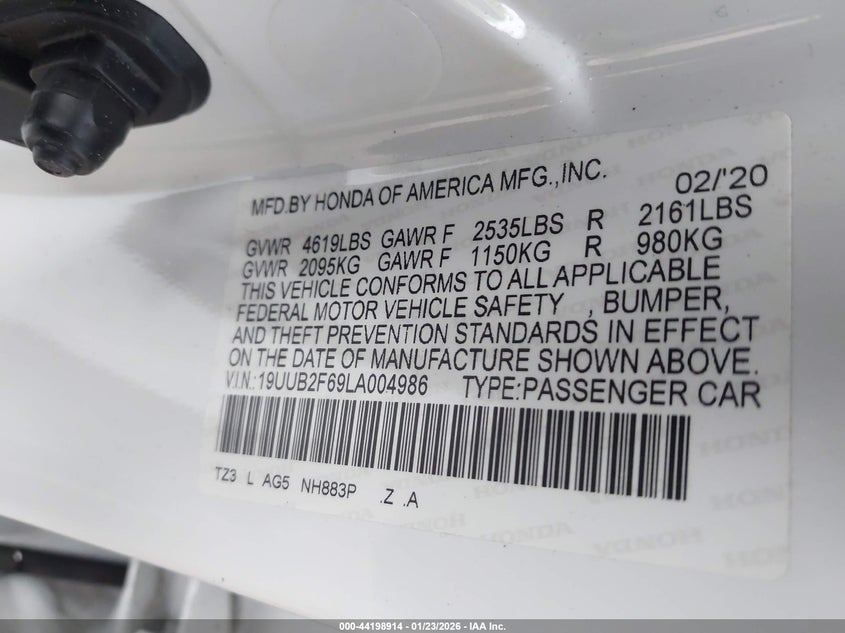 MFD.BY HONDA OF AMERICA MFG.,INC. 02/'20
GVWR 4619LBS GAWR F 2535LBS R 2161LBS
GVWR 2095KG GAWR F 1150KG R 980KG
THIS VEHICLE CONFORMS TO ALL APPLICABLE
FEDERAL MOTOR VEHICLE SAFETY , BUMPER,
AND THEFT PREVENTION STANDARDS IN EFFECT
ON THE DATE OF MANUFACTURE SHOWN ABOVE.
V.I.N.:19UUB2F69LA004986 TYPE:PASSENGER CAR
TZ3 L AG5 NH883P .Z .A
HONDA
HONDA
HONDA
000-44198914 | 01/23/2026 | IAA Inc.